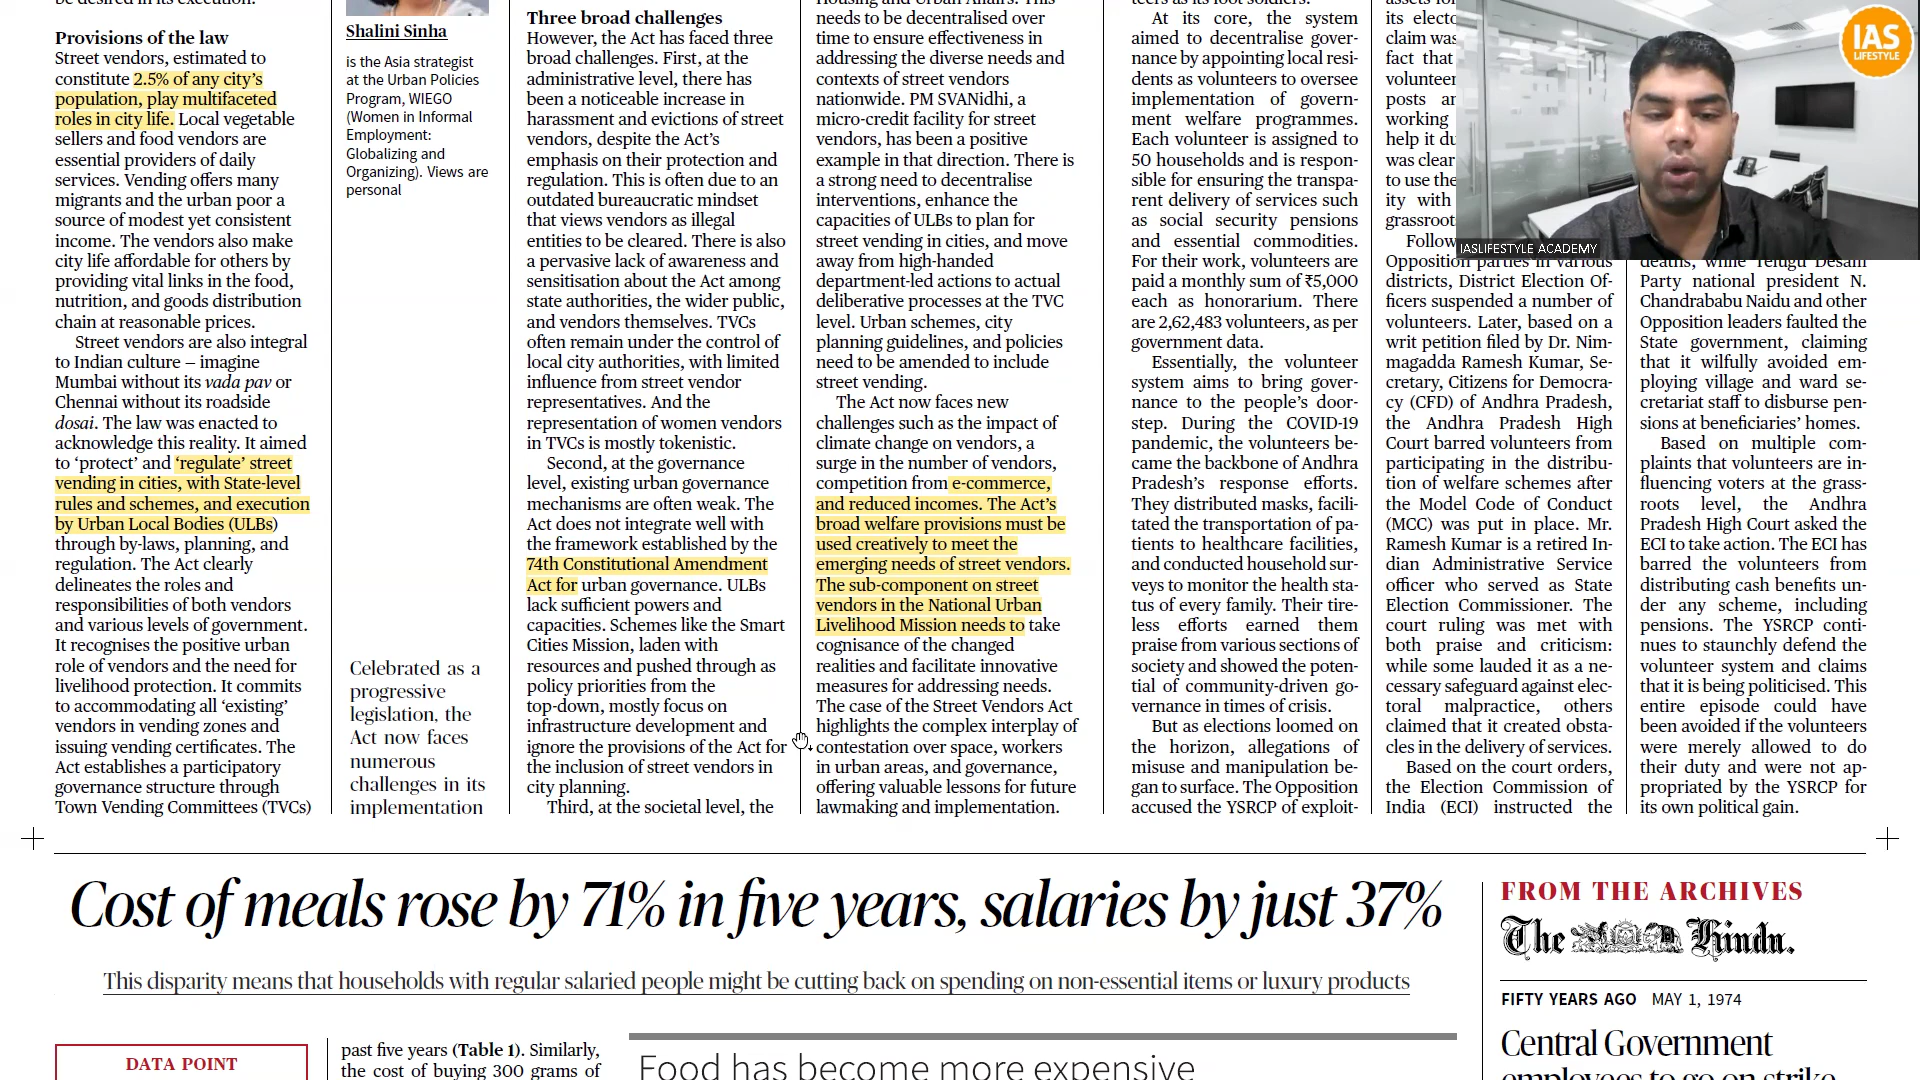 be desired in its execution.
Provisions of the law
Street vendors, estimated to
constitute 2.5% of any city’s
population, play multifaceted
roles in city life. Local vegetable
sellers and food vendors are
essential providers of daily
services. Vending offers many
migrants and the urban poor a
source of modest yet consistent
income. The vendors also make
city life affordable for others by
providing vital links in the food,
nutrition, and goods distribution
chain at reasonable prices.
Street vendors are also integral
to Indian culture – imagine
Mumbai without its vada pav or
Chennai without its roadside
dosai. The law was enacted to
acknowledge this reality. It aimed
to ‘protect’ and ‘regulate’ street
vending in cities, with State-level
rules and schemes, and execution
by Urban Local Bodies (ULBs)
through by-laws, planning, and
regulation. The Act clearly
delineates the roles and
responsibilities of both vendors
and various levels of government.
It recognises the positive urban
role of vendors and the need for
livelihood protection. It commits
to accommodating all ‘existing’
vendors in vending zones and
issuing vending certificates. The
Act establishes a participatory
governance structure through
Town Vending Committees (TVCs)
Shalini Sinha
is the Asia strategist
at the Urban Policies
Program, WIEGO
(Women in Informal
Employment:
Globalizing and
Organizing). Views are
personal
Celebrated as a
progressive
legislation, the
Act now faces
numerous
challenges in its
implementation
Three broad challenges
However, the Act has faced three
broad challenges. First, at the
administrative level, there has
been a noticeable increase in
harassment and evictions of street
vendors, despite the Act’s
emphasis on their protection and
regulation. This is often due to an
outdated bureaucratic mindset
that views vendors as illegal
entities to be cleared. There is also
a pervasive lack of awareness and
sensitisation about the Act among
state authorities, the wider public,
and vendors themselves. TVCs
often remain under the control of
local city authorities, with limited
influence from street vendor
representatives. And the
representation of women vendors
in TVCs is mostly tokenistic.
Second, at the governance
level, existing urban governance
mechanisms are often weak. The
Act does not integrate well with
the framework established by the
74th Constitutional Amendment
Act for urban governance. ULBs
lack sufficient powers and
capacities. Schemes like the Smart
Cities Mission, laden with
resources and pushed through as
policy priorities from the
top-down, mostly focus on
infrastructure development and
ignore the provisions of the Act for
the inclusion of street vendors in
city planning.
Third, at the societal level, the
Housing and Urban Affairs. This
needs to be decentralised over
time to ensure effectiveness in
addressing the diverse needs and
contexts of street vendors
nationwide. PM SVANidhi, a
micro-credit facility for street
vendors, has been a positive
example in that direction. There is
a strong need to decentralise
interventions, enhance the
capacities of ULBs to plan for
street vending in cities, and move
away from high-handed
department-led actions to actual
deliberative processes at the TVC
level. Urban schemes, city
planning guidelines, and policies
need to be amended to include
street vending.
The Act now faces new
challenges such as the impact of
climate change on vendors, a
surge in the number of vendors,
competition from e-commerce,
and reduced incomes. The Act’s
broad welfare provisions must be
used creatively to meet the
emerging needs of street vendors.
The sub-component on street
vendors in the National Urban
Livelihood Mission needs to take
cognisance of the changed
realities and facilitate innovative
measures for addressing needs.
The case of the Street Vendors Act
highlights the complex interplay of
contestation over space, workers
in urban areas, and governance,
offering valuable lessons for future
lawmaking and implementation.
teers as its foot soldiers.
At its core, the system
aimed to decentralise gover-
nance by appointing local resi-
dents as volunteers to oversee
implementation of govern-
ment welfare programmes.
Each volunteer is assigned to
50 households and is respon-
sible for ensuring the transpa-
rent delivery of services such
as social security pensions
and essential commodities.
For their work, volunteers are
paid a monthly sum of ₹5,000
each as honorarium. There
are 2,62,483 volunteers, as per
government data.
Essentially, the volunteer
system aims to bring gover-
nance to the people’s door-
step. During the COVID-19
pandemic, the volunteers be-
came the backbone of Andhra
Pradesh’s response efforts.
They distributed masks, facili-
tated the transportation of pa-
tients to healthcare facilities,
and conducted household sur-
veys to monitor the health sta-
tus of every family. Their tire-
less efforts earned them
praise from various sections of
society and showed the poten-
tial of community-driven go-
vernance in times of crisis.
But as elections loomed on
the horizon, allegations of
misuse and manipulation be-
gan to surface. The Opposition
accused the YSRCP of exploit-
its
claim was
fact that
volunteer
posts
working
help it
was clear
to use the
ity with
grassroot
Follow
Opposition parties in various
districts, District Election Of-
ficers suspended a number of
volunteers. Later, based on a
writ petition filed by Dr. Nim-
magadda Ramesh Kumar, Se-
cretary, Citizens for Democra-
cy (CFD) of Andhra Pradesh,
the Andhra Pradesh High
Court barred volunteers from
participating in the distribu-
tion of welfare schemes after
the Model Code of Conduct
(MCC) was put in place. Mr.
Ramesh Kumar is a retired In-
dian Administrative Service
officer who served as State
Election Commissioner. The
court ruling was met with
both praise and criticism:
while some lauded it as a ne-
cessary safeguard against elec-
toral malpractice, others
claimed that it created obsta-
cles in the delivery of services.
Based on the court orders,
the Election Commission of
India (ECI) instructed the
IAS
LIFESTYLE
IASLIFESTYLE ACADEMY
deaths, while Telugu Desam
Party national president N.
Chandrababu Naidu and other
Opposition leaders faulted the
State government, claiming
that it wilfully avoided em-
ploying village and ward se-
cretariat staff to disburse pen-
sions at beneficiaries’ homes.
Based on multiple com-
plaints that volunteers are in-
fluencing voters at the grass-
roots level, the Andhra
Pradesh High Court asked the
ECI to take action. The ECI has
barred the volunteers from
distributing cash benefits un-
der any scheme, including
pensions. The YSRCP conti-
nues to staunchly defend the
volunteer system and claims
that it is being politicised. This
entire episode could have
been avoided if the volunteers
were merely allowed to do
their duty and were not ap-
propriated by the YSRCP for
its own political gain.
Cost of meals rose by 71% in five years, salaries by just 37%
This disparity means that households with regular salaried people might be cutting back on spending on non-essential items or luxury products
DATA POINT
past five years (Table 1). Similarly,
the cost of buying 300 grams of
Food has become more expensive
FROM THE ARCHIVES
The Hindu.
FIFTY YEARS AGO MAY 1, 1974
Central Government
employees to go on strike